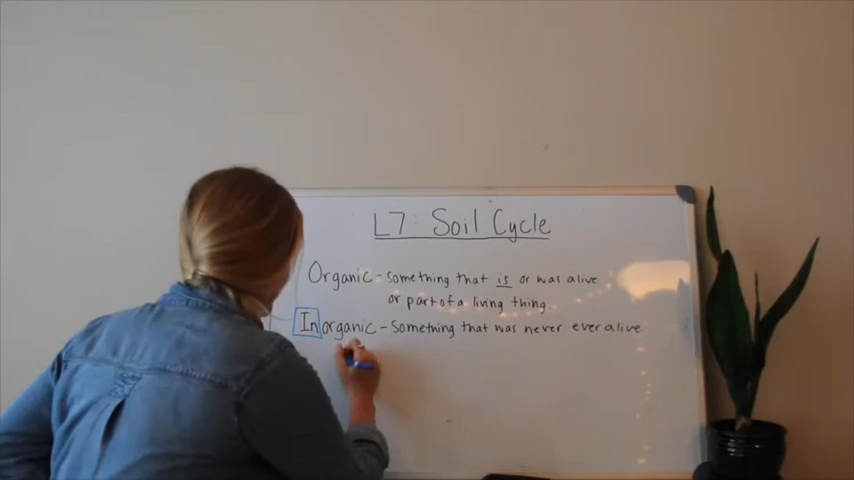 L7: Soil Cycle
Organic - Something that is or was alive
or part of a living thing
Inorganic - Something that was never ever alive